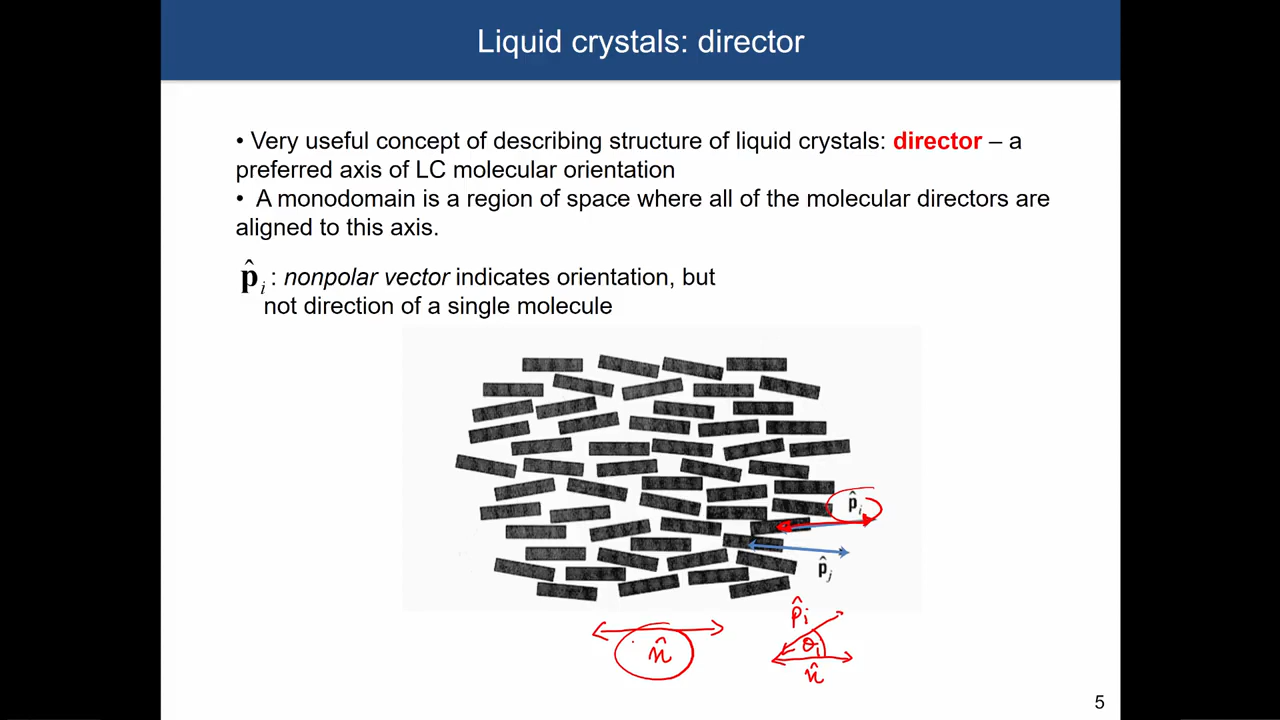 Liquid crystals: director
• Very useful concept of describing structure of liquid crystals: director – a
preferred axis of LC molecular orientation
• A monodomain is a region of space where all of the molecular directors are
aligned to this axis.
p̂i : nonpolar vector indicates orientation, but
not direction of a single molecule
p̂i
p̂j
p̂i
θi
n̂
n̂
5